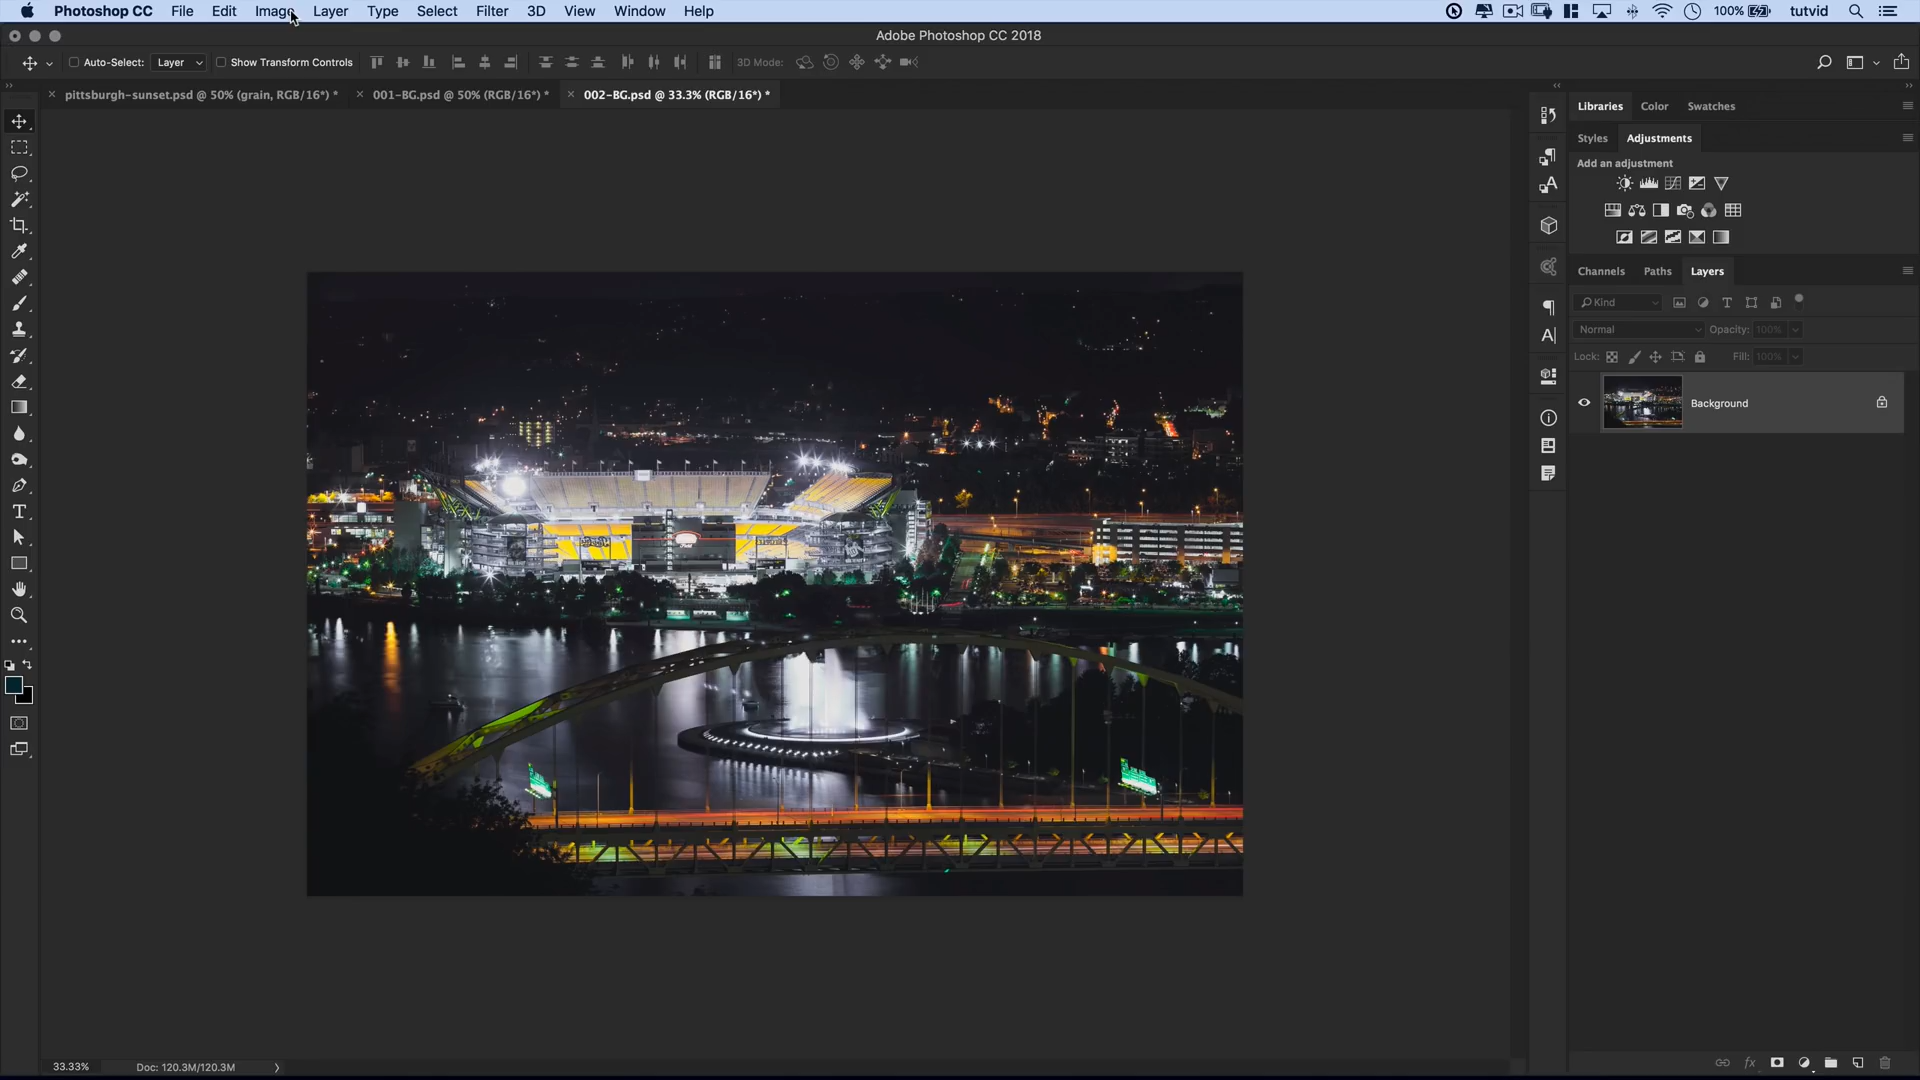 Photoshop CC File Edit Image Layer Type Select Filter 3D View Window Help 100% tutvid
Adobe Photoshop CC 2018
Auto-Select: Layer Show Transform Controls 3D Mode:
pittsburgh-sunset.psd @ 50% (grain, RGB/16*) * 001-BG.psd @ 50% (RGB/16*) * 002-BG.psd @ 33.3% (RGB/16*) *
Libraries Color Swatches
Styles Adjustments
Add an adjustment
Channels Paths Layers
Kind
Normal Opacity: 100%
Lock: Fill: 100%
Background
33.33% Doc: 120.3M/120.3M